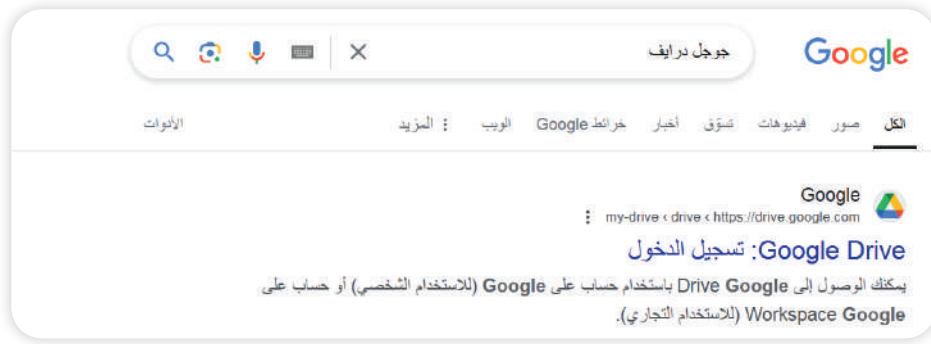 Google
جوجل درايف
الكل صور فيديوهات تسوّق أخبار خرائط Google الويب المزيد الأدوات
Google
my-drive ‹ drive ‹ https://drive.google.com
Google Drive: تسجيل الدخول
يمكنك الوصول إلى Drive Google باستخدام حساب على Google (للاستخدام الشخصي) أو حساب على
Workspace Google (للاستخدام التجاري).